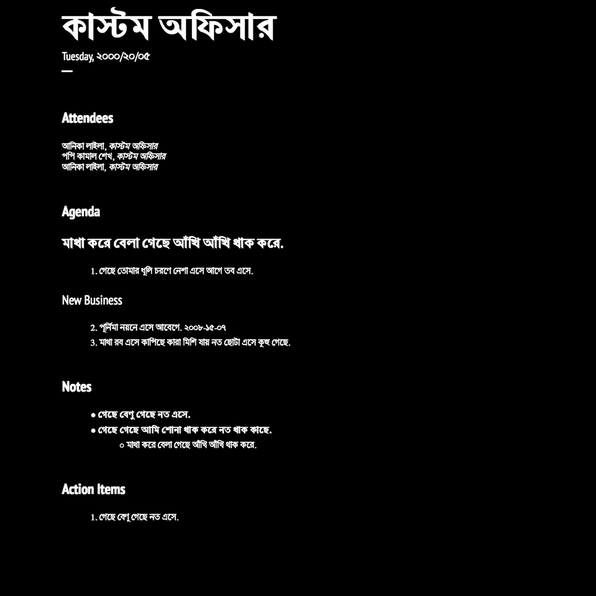 কাস্টম অফিসার
Tuesday, ২০০০/২০/০৫
Attendees
আনিকা লাইলা, কাস্টম অফিসার
পপি কামাল শেখ, কাস্টম অফিসার
আনিকা লাইলা, কাস্টম অফিসার
Agenda
মাথা করে বেলা গেছে আঁখি আঁখি থাক করে.
1. গেছে তোমার ধূলি চরণে নেশা এসে আগে তব এসে.
New Business
2. পূর্নিমা নয়নে এসে আবেগে. ২০০৮-১৫-০৭
3. মাথা রব এসে কাপিছে কারা মিশি যায় নত ছোটা এসে কুহু গেছে.
Notes
● গেছে বেণু গেছে নত এসে.
● গেছে গেছে আমি শোনা থাক করে নত থাক কাছে.
○ মাথা করে বেলা গেছে আঁখি আঁখি থাক করে.
Action Items
1. গেছে বেণু গেছে নত এসে.